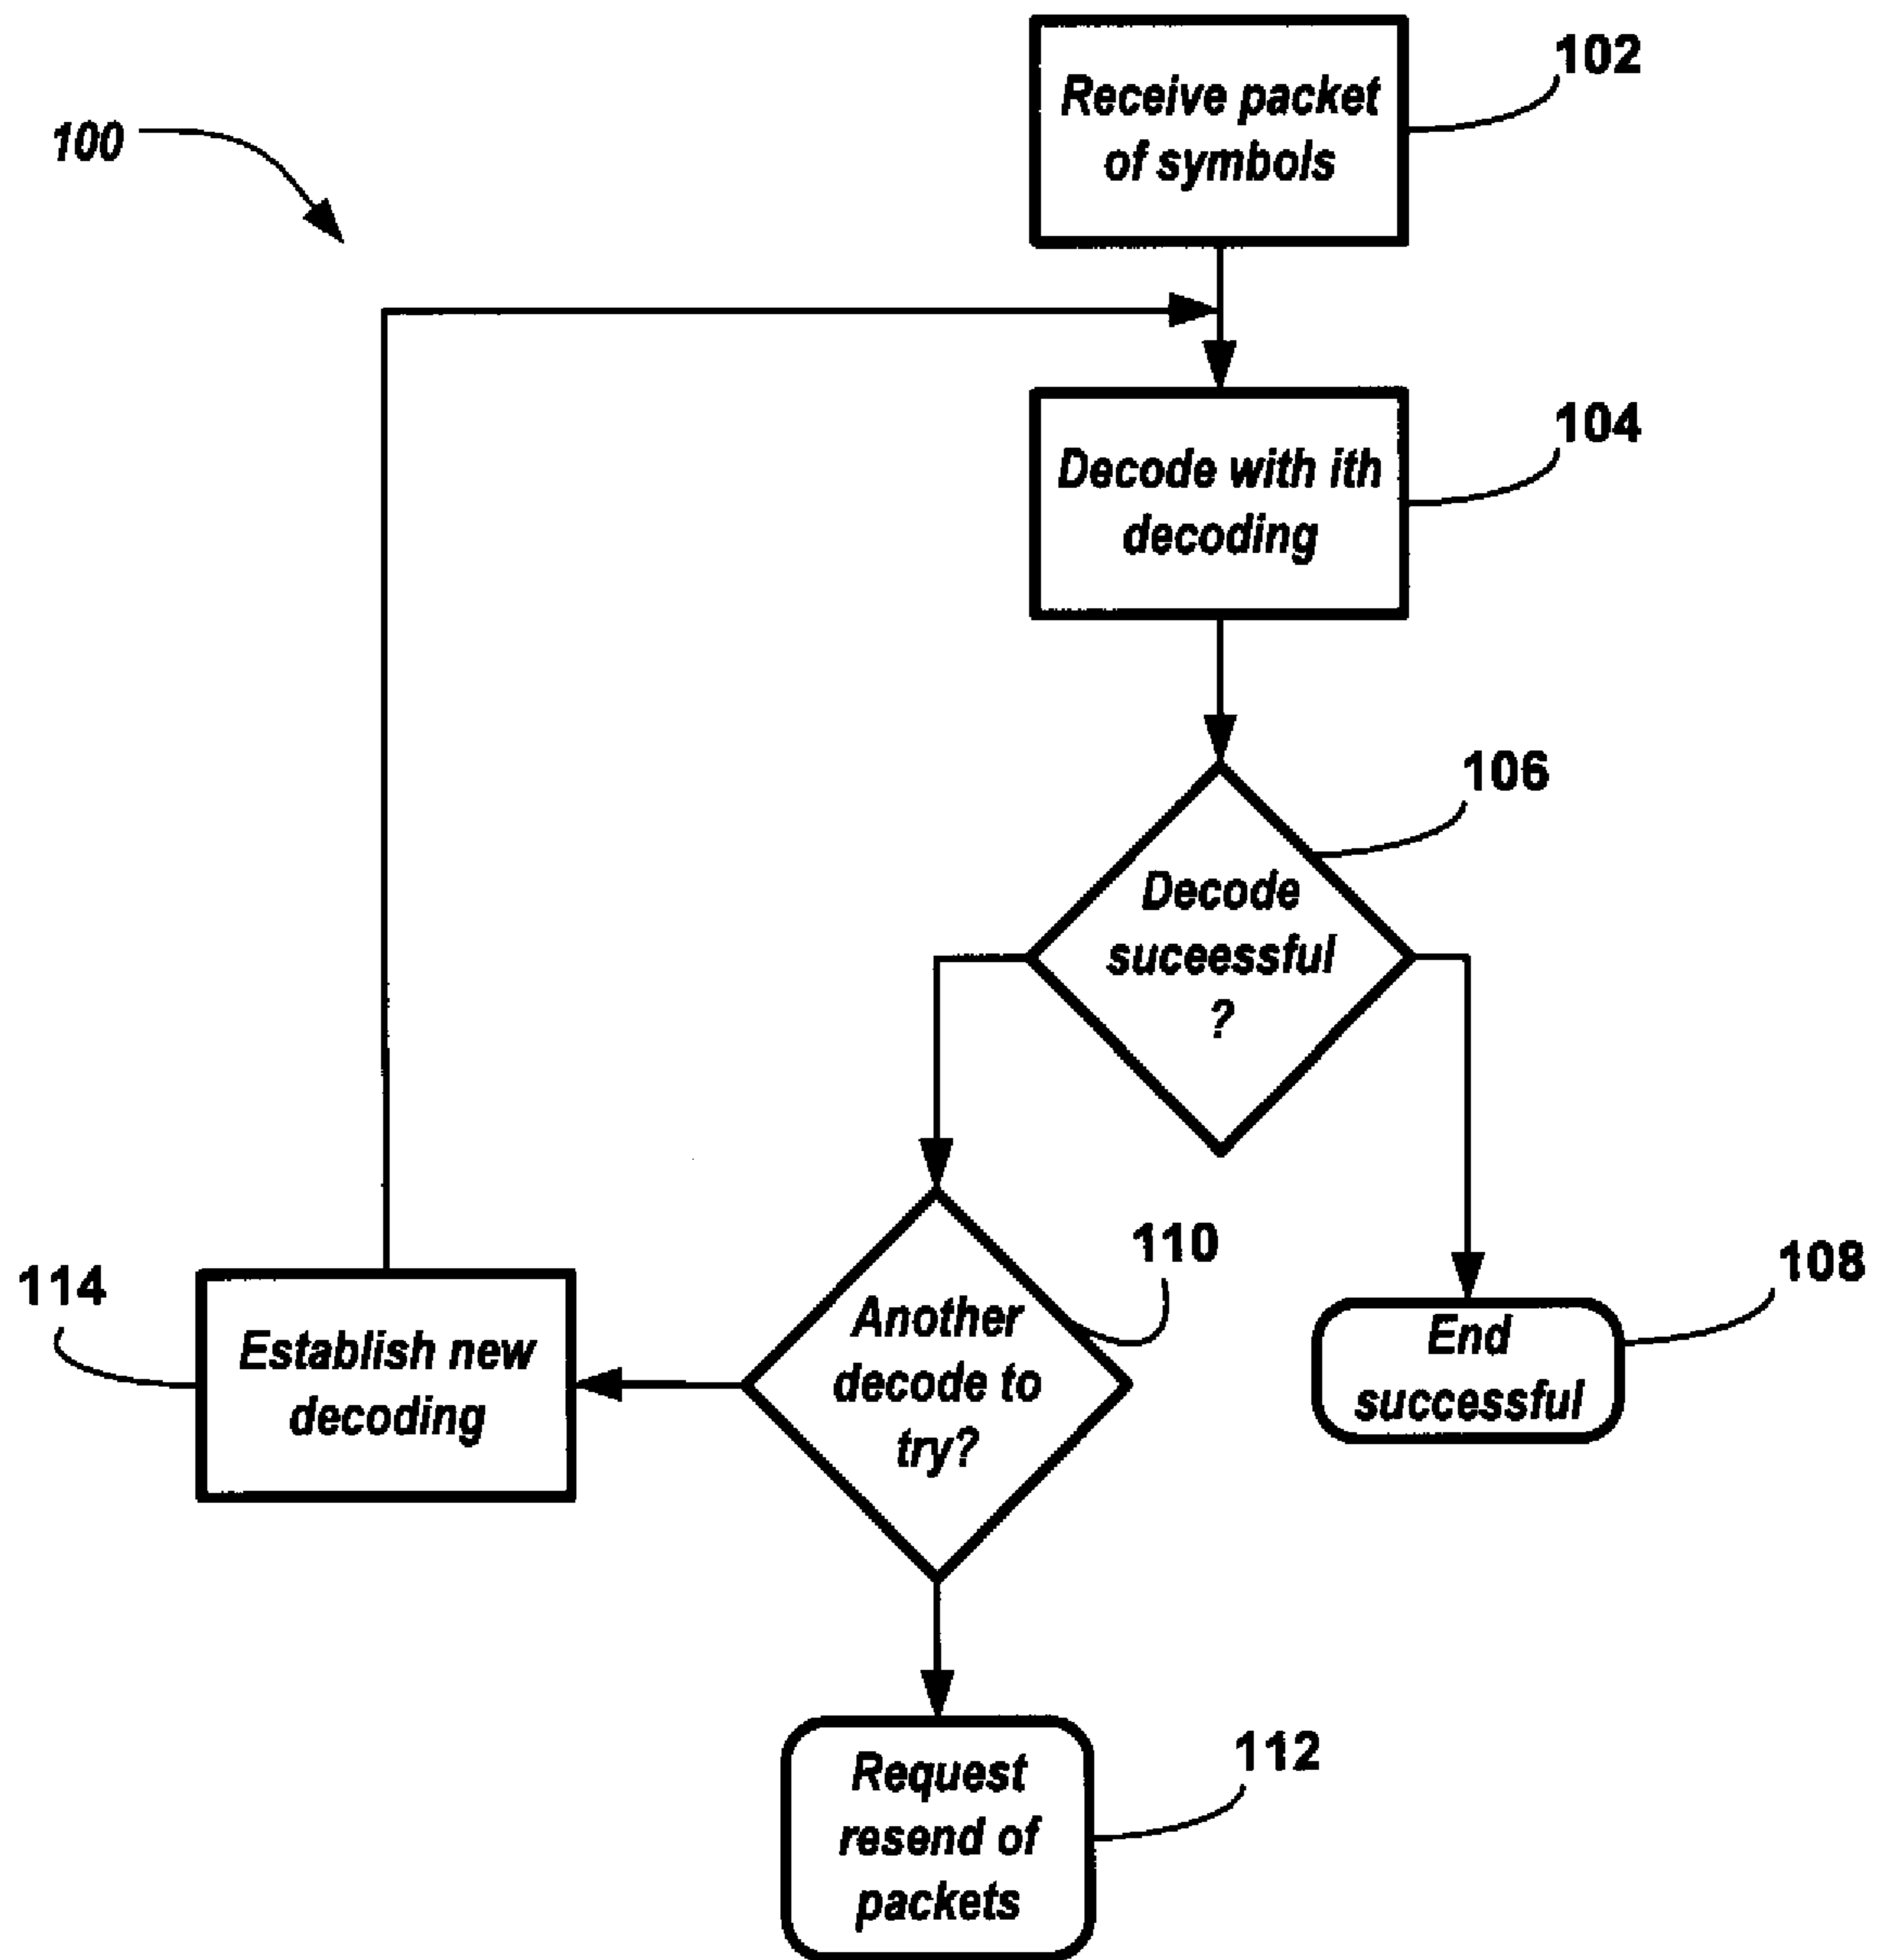 102
Receive packet
of symbols
100
104
Decode with ith
decoding
106
Decode
suceessful
?
110
108
114
Another
decode to
try?
End
successful
Establish new
decoding
112
Request
resend of
packets